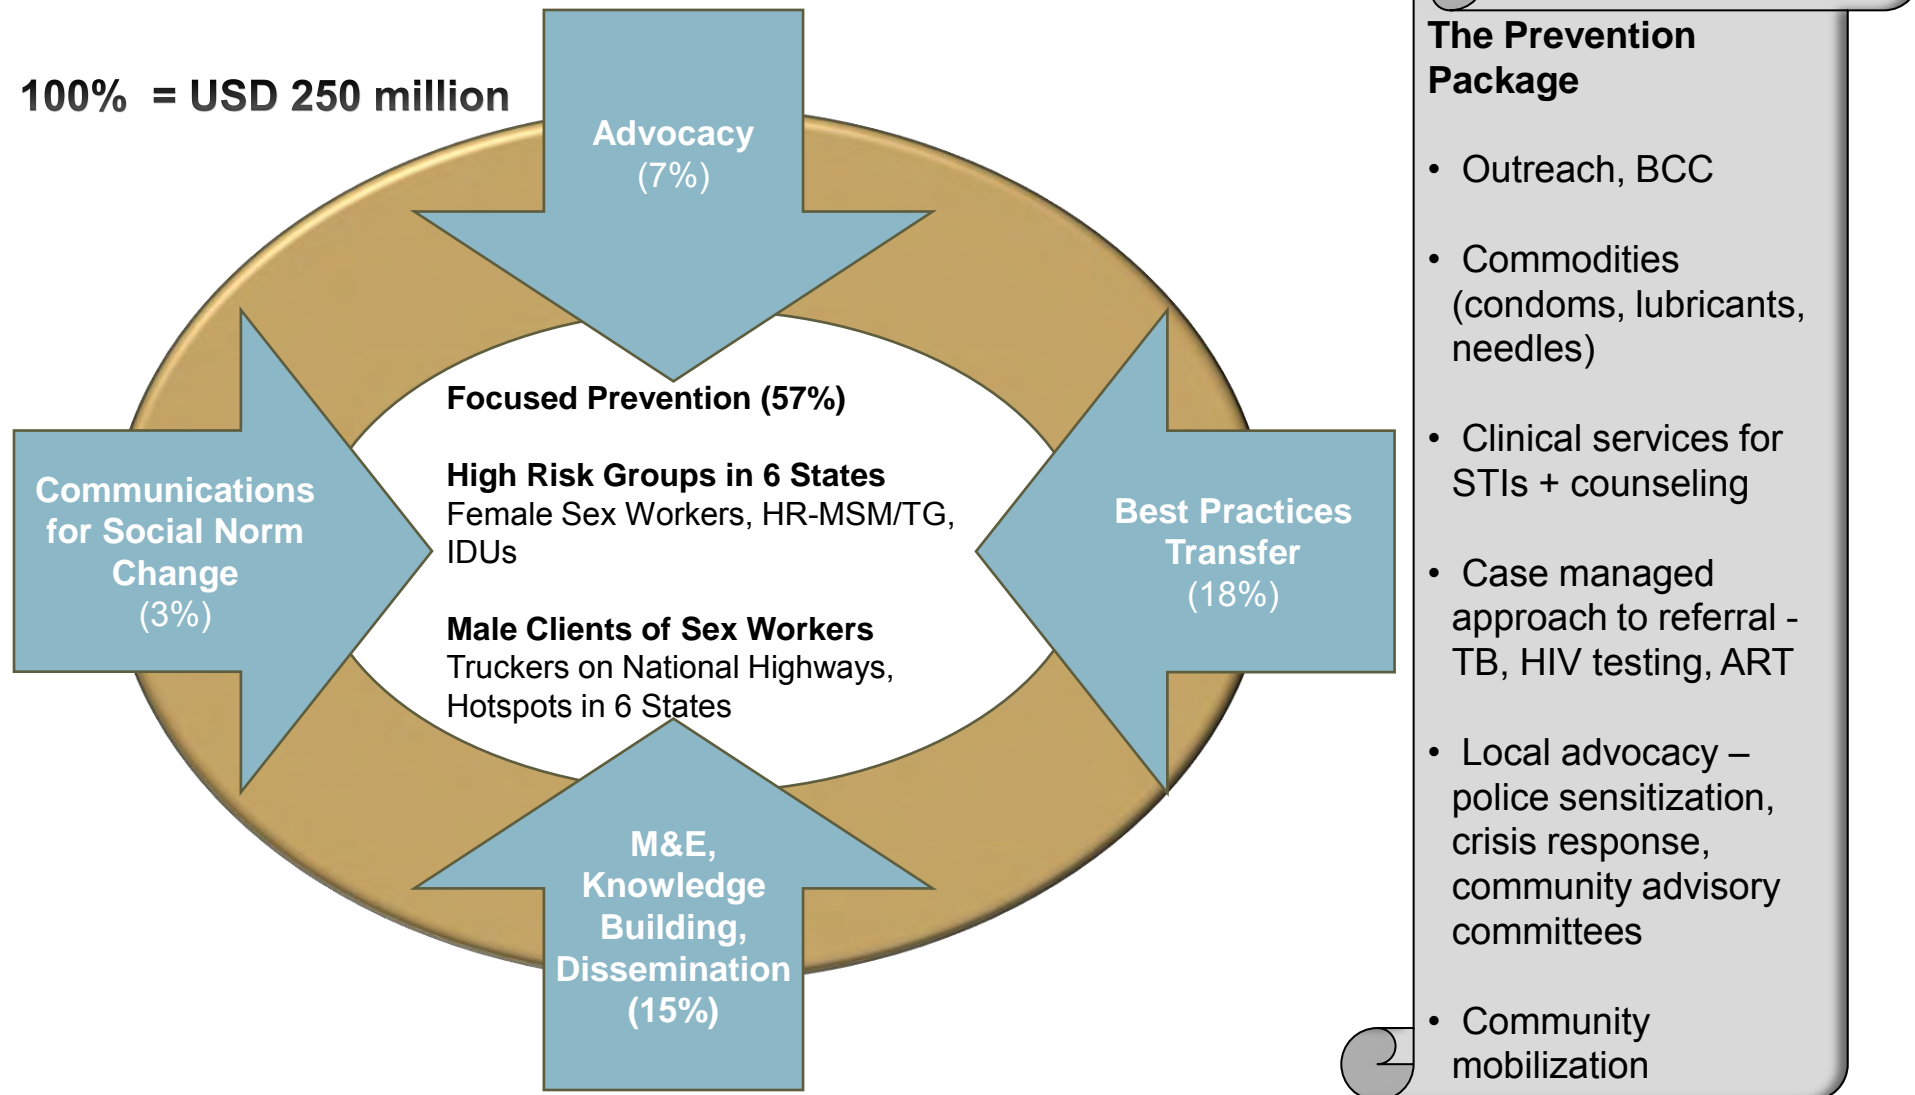 100%  = USD 250 million
Advocacy
(7%)
Communications
for Social Norm
Change
(3%)
Focused Prevention (57%)
High Risk Groups in 6 States
Female Sex Workers, HR-MSM/TG,
IDUs
Male Clients of Sex Workers
Truckers on National Highways,
Hotspots in 6 States
Best Practices
Transfer
(18%)
M&E,
Knowledge
Building,
Dissemination
(15%)
The Prevention
Package
• Outreach, BCC
• Commodities
(condoms, lubricants,
needles)
• Clinical services for
STIs + counseling
• Case managed
approach to referral -
TB, HIV testing, ART
• Local advocacy –
police sensitization,
crisis response,
community advisory
committees
• Community
mobilization